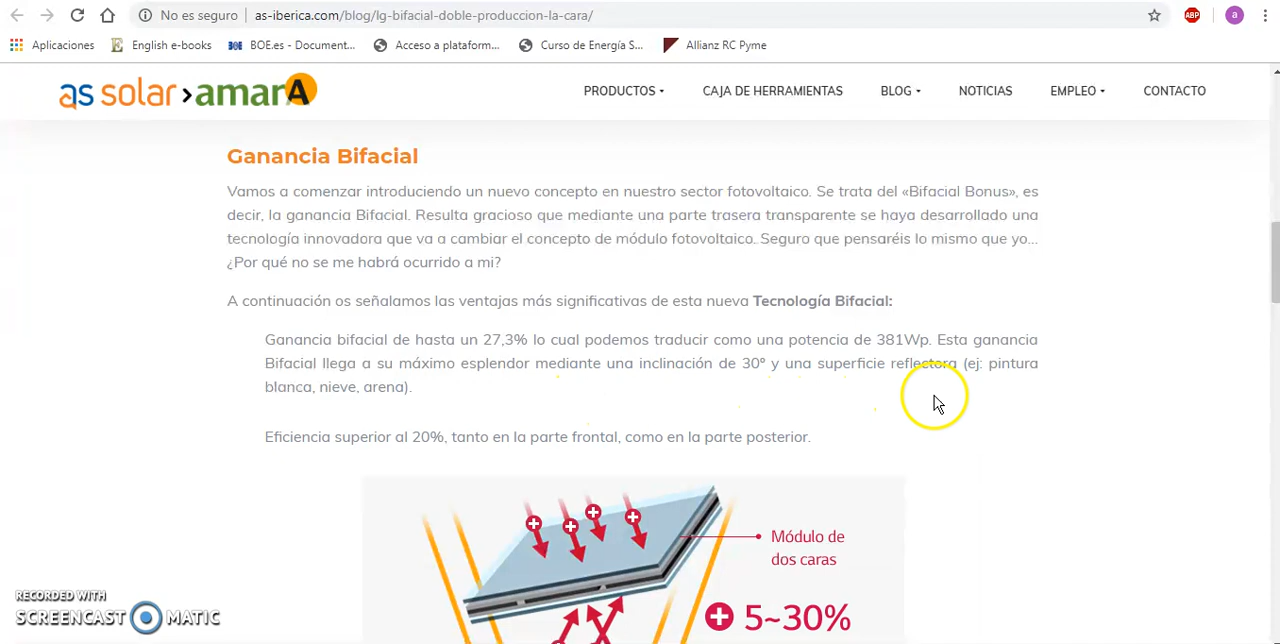 No es seguro | as-iberica.com/blog/lg-bifacial-doble-produccion-la-cara/
ABP
a
Aplicaciones English e-books BOE.es - Document... Acceso a plataform... Curso de Energía S... Allianz RC Pyme
as solar›amarA PRODUCTOS CAJA DE HERRAMIENTAS BLOG NOTICIAS EMPLEO CONTACTO
Ganancia Bifacial
Vamos a comenzar introduciendo un nuevo concepto en nuestro sector fotovoltaico. Se trata del «Bifacial Bonus», es
decir, la ganancia Bifacial. Resulta gracioso que mediante una parte trasera transparente se haya desarrollado una
tecnología innovadora que va a cambiar el concepto de módulo fotovoltaico. Seguro que pensaréis lo mismo que yo…
¿Por qué no se me habrá ocurrido a mi?
A continuación os señalamos las ventajas más significativas de esta nueva Tecnología Bifacial:
Ganancia bifacial de hasta un 27,3% lo cual podemos traducir como una potencia de 381Wp. Esta ganancia
Bifacial llega a su máximo esplendor mediante una inclinación de 30º y una superficie reflectora (ej: pintura
blanca, nieve, arena).
Eficiencia superior al 20%, tanto en la parte frontal, como en la parte posterior.
Módulo de
dos caras
5~30%
RECORDED WITH
SCREENCAST MATIC